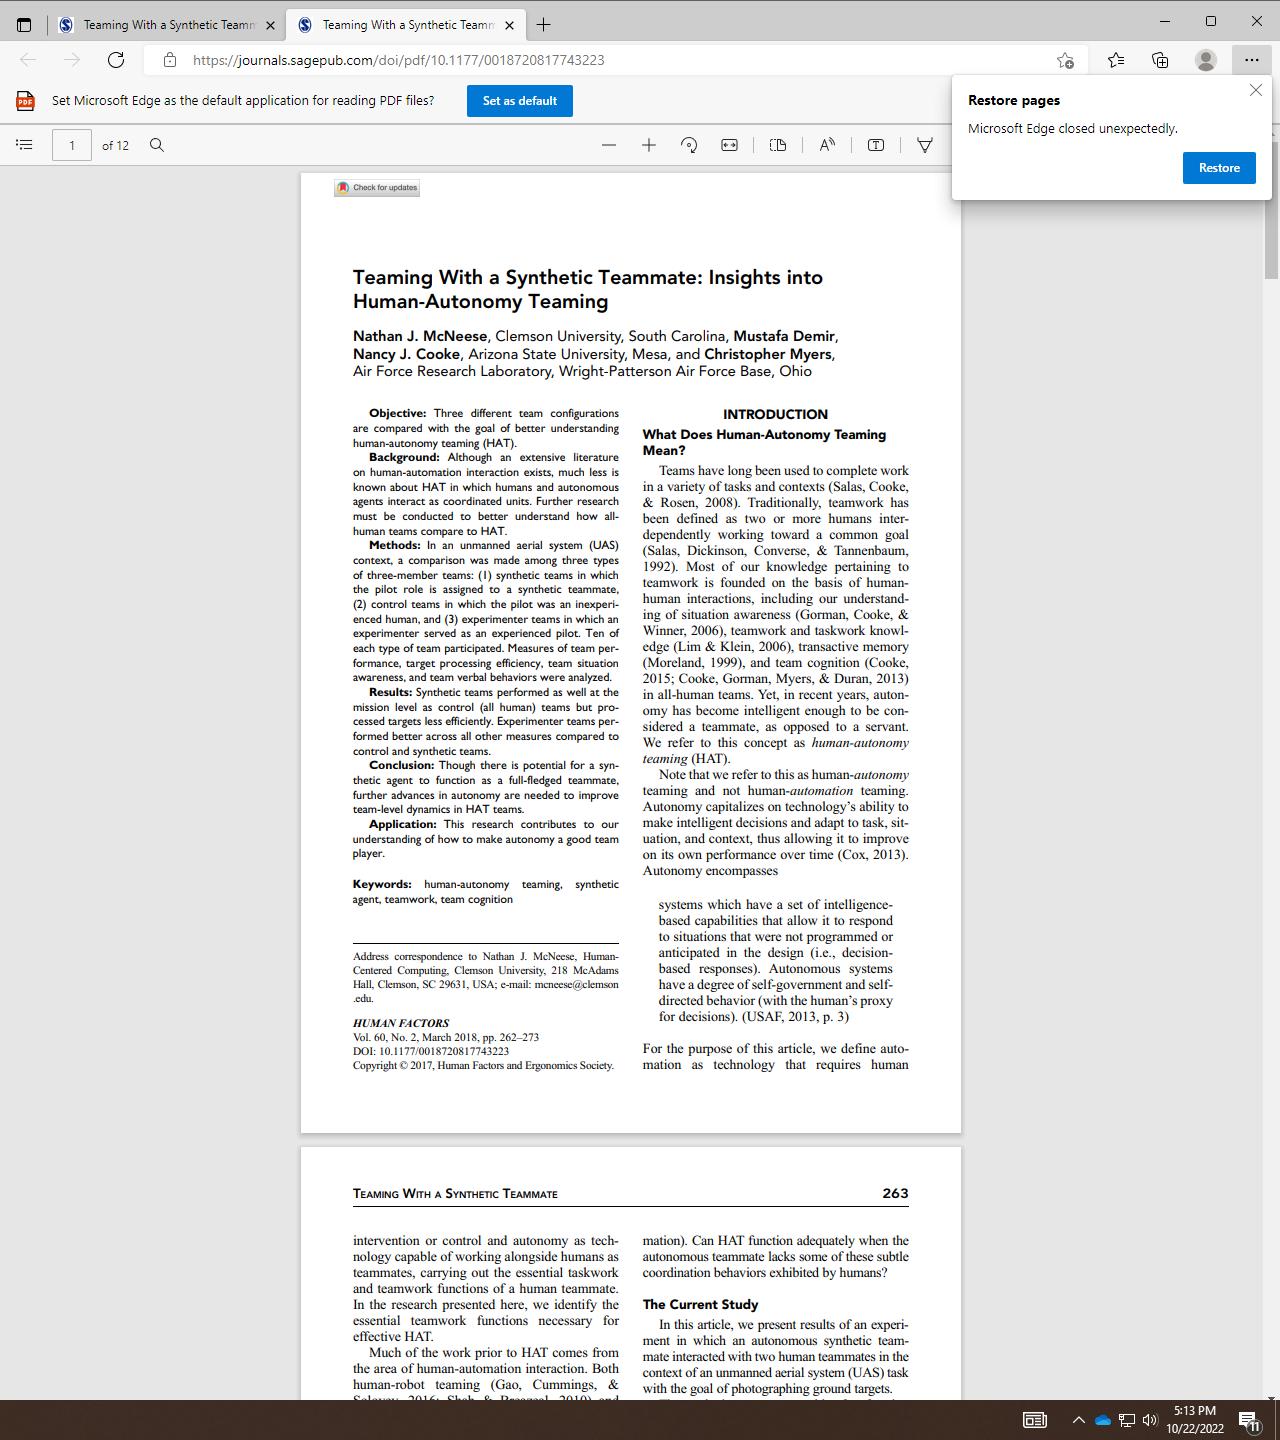 Teaming With a Synthetic Teamm
Teaming With a Synthetic Teamm
https://journals.sagepub.com/doi/pdf/10.1177/0018720817743223
Set Microsoft Edge as the default application for reading PDF files?
Set as default
Restore pages
Microsoft Edge closed unexpectedly.
Restore
1 of 12
Check for updates
Teaming With a Synthetic Teammate: Insights into
Human-Autonomy Teaming
Nathan J. McNeese, Clemson University, South Carolina, Mustafa Demir,
Nancy J. Cooke, Arizona State University, Mesa, and Christopher Myers,
Air Force Research Laboratory, Wright-Patterson Air Force Base, Ohio
Objective: Three different team configurations
are compared with the goal of better understanding
human-autonomy teaming (HAT).
Background: Although an extensive literature
on human-automation interaction exists, much less is
known about HAT in which humans and autonomous
agents interact as coordinated units. Further research
must be conducted to better understand how all-
human teams compare to HAT.
Methods: In an unmanned aerial system (UAS)
context, a comparison was made among three types
of three-member teams: (1) synthetic teams in which
the pilot role is assigned to a synthetic teammate,
(2) control teams in which the pilot was an inexperi-
enced human, and (3) experimenter teams in which an
experimenter served as an experienced pilot. Ten of
each type of team participated. Measures of team per-
formance, target processing efficiency, team situation
awareness, and team verbal behaviors were analyzed.
Results: Synthetic teams performed as well at the
mission level as control (all human) teams but pro-
cessed targets less efficiently. Experimenter teams per-
formed better across all other measures compared to
control and synthetic teams.
Conclusion: Though there is potential for a syn-
thetic agent to function as a full-fledged teammate,
further advances in autonomy are needed to improve
team-level dynamics in HAT teams.
Application: This research contributes to our
understanding of how to make autonomy a good team
player.
Keywords: human-autonomy teaming, synthetic
agent, teamwork, team cognition
Address correspondence to Nathan J. McNeese, Human-
Centered Computing, Clemson University, 218 McAdams
Hall, Clemson, SC 29631, USA; e-mail: mcneese@clemson
.edu.
HUMAN FACTORS
Vol. 60, No. 2, March 2018, pp. 262–273
DOI: 10.1177/0018720817743223
Copyright © 2017, Human Factors and Ergonomics Society.
INTRODUCTION
What Does Human-Autonomy Teaming
Mean?
Teams have long been used to complete work
in a variety of tasks and contexts (Salas, Cooke,
& Rosen, 2008). Traditionally, teamwork has
been defined as two or more humans inter-
dependently working toward a common goal
(Salas, Dickinson, Converse, & Tannenbaum,
1992). Most of our knowledge pertaining to
teamwork is founded on the basis of human-
human interactions, including our understand-
ing of situation awareness (Gorman, Cooke, &
Winner, 2006), teamwork and taskwork knowl-
edge (Lim & Klein, 2006), transactive memory
(Moreland, 1999), and team cognition (Cooke,
2015; Cooke, Gorman, Myers, & Duran, 2013)
in all-human teams. Yet, in recent years, auton-
omy has become intelligent enough to be con-
sidered a teammate, as opposed to a servant.
We refer to this concept as human-autonomy
teaming (HAT).
Note that we refer to this as human-autonomy
teaming and not human-automation teaming.
Autonomy capitalizes on technology's ability to
make intelligent decisions and adapt to task, sit-
uation, and context, thus allowing it to improve
on its own performance over time (Cox, 2013).
Autonomy encompasses
systems which have a set of intelligence-
based capabilities that allow it to respond
to situations that were not programmed or
anticipated in the design (i.e., decision-
based responses). Autonomous systems
have a degree of self-government and self-
directed behavior (with the human's proxy
for decisions). (USAF, 2013, p. 3)
For the purpose of this article, we define auto-
mation as technology that requires human
TEAMING WITH A SYNTHETIC TEAMMATE 263
intervention or control and autonomy as tech-
nology capable of working alongside humans as
teammates, carrying out the essential taskwork
and teamwork functions of a human teammate.
In the research presented here, we identify the
essential teamwork functions necessary for
effective HAT.
Much of the work prior to HAT comes from
the area of human-automation interaction. Both
human-robot teaming (Gao, Cummings, &
mation). Can HAT function adequately when the
autonomous teammate lacks some of these subtle
coordination behaviors exhibited by humans?
The Current Study
In this article, we present results of an experi-
ment in which an autonomous synthetic team-
mate interacted with two human teammates in the
context of an unmanned aerial system (UAS) task
with the goal of photographing ground targets.
5:13 PM
10/22/2022
11